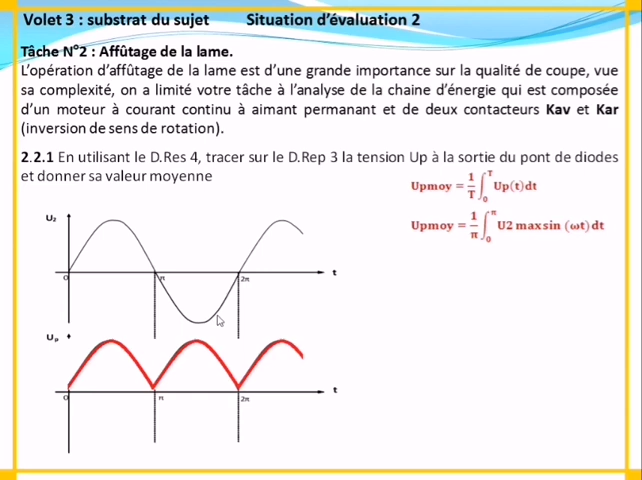 Volet 3 : substrat du sujet Situation d’évaluation 2
Tâche N°2 : Affûtage de la lame.
L’opération d’affûtage de la lame est d’une grande importance sur la qualité de coupe, vue
sa complexité, on a limité votre tâche à l’analyse de la chaine d’énergie qui est composée
d’un moteur à courant continu à aimant permanant et de deux contacteurs Kav et Kar
(inversion de sens de rotation).
2.2.1 En utilisant le D.Res 4, tracer sur le D.Rep 3 la tension Up à la sortie du pont de diodes
et donner sa valeur moyenne
Upmoy = 1/T ∫₀ᵀ Up(t)dt
Upmoy = 1/π ∫₀^π U2 max sin (ωt) dt
U₂
0 π 2π t
Uₚ
0 π 2π t